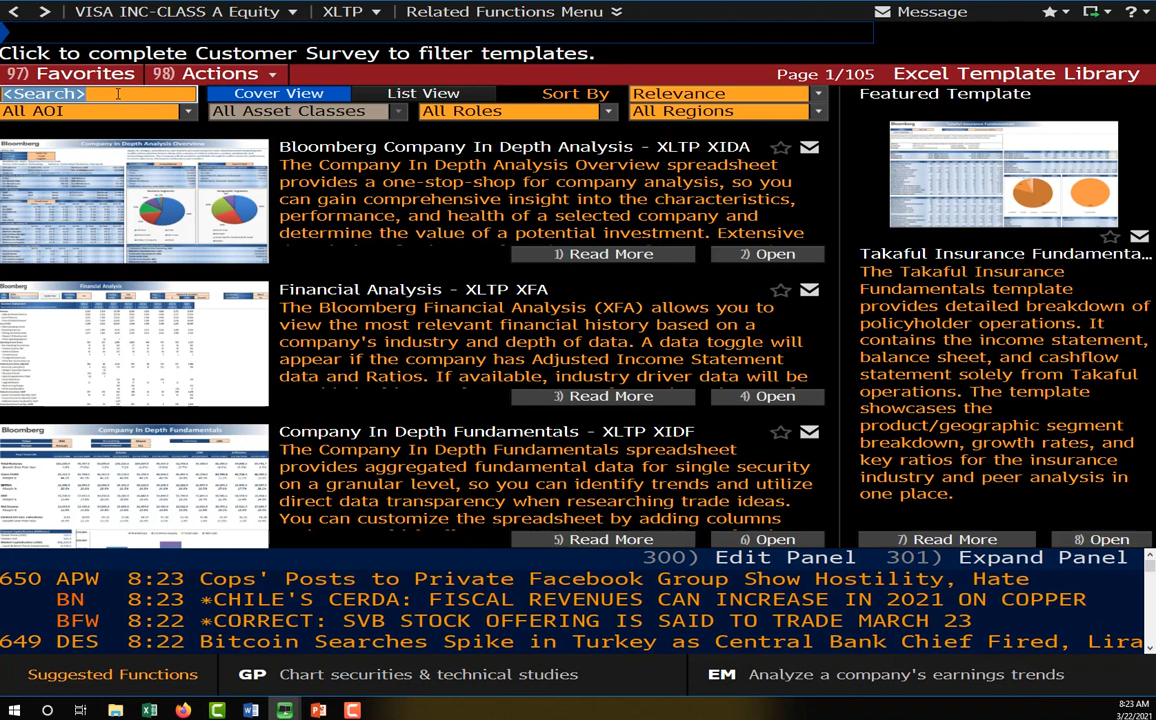 VISA INC-CLASS A Equity XLTP Related Functions Menu Message ?
Click to complete Customer Survey to filter templates.
97) Favorites 98) Actions Page 1/105 Excel Template Library
<Search> Cover View List View Sort By Relevance Featured Template
All AOI All Asset Classes All Roles All Regions
Bloomberg Company In Depth Analysis Overview
Bloomberg Company In Depth Analysis - XLTP XIDA
The Company In Depth Analysis Overview spreadsheet
provides a one-stop-shop for company analysis, so you
can gain comprehensive insight into the characteristics,
performance, and health of a selected company and
determine the value of a potential investment. Extensive
1) Read More 2) Open
Financial Analysis
Financial Analysis - XLTP XFA
The Bloomberg Financial Analysis (XFA) allows you to
view the most relevant financial history based on a
company's industry and depth of data. A data toggle will
appear if the company has Adjusted Income Statement
data and Ratios. If available, industry driver data will be
3) Read More 4) Open
Bloomberg Company In Depth Fundamentals
Company In Depth Fundamentals - XLTP XIDF
The Company In Depth Fundamentals spreadsheet
provides aggregated fundamental data for single security
on a granular level, so you can identify trends and utilize
direct data transparency when researching trade ideas.
You can customize the spreadsheet by adding columns
5) Read More 6) Open
Takaful Insurance Fundamenta...
The Takaful Insurance
Fundamentals template
provides detailed breakdown of
policyholder operations. It
contains the income statement,
balance sheet, and cashflow
statement solely from Takaful
operations. The template
showcases the
product/geographic segment
breakdown, growth rates, and
key ratios for the insurance
industry and peer analysis in
one place.
7) Read More 8) Open
300) Edit Panel 301) Expand Panel
650 APW 8:23 Cops' Posts to Private Facebook Group Show Hostility, Hate
BN 8:23 *CHILE'S CERDA: FISCAL REVENUES CAN INCREASE IN 2021 ON COPPER
BFW 8:22 *CORRECT: SVB STOCK OFFERING IS SAID TO TRADE MARCH 23
649 DES 8:22 Bitcoin Searches Spike in Turkey as Central Bank Chief Fired, Lira
Suggested Functions GP Chart securities & technical studies EM Analyze a company's earnings trends
8:23 AM
3/22/2021